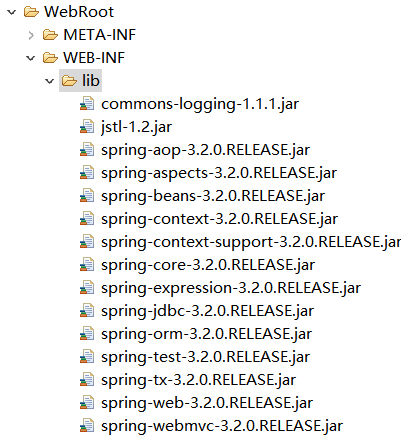 WebRoot
META-INF
WEB-INF
lib
commons-logging-1.1.1.jar
jstl-1.2.jar
spring-aop-3.2.0.RELEASE.jar
spring-aspects-3.2.0.RELEASE.jar
spring-beans-3.2.0.RELEASE.jar
spring-context-3.2.0.RELEASE.jar
spring-context-support-3.2.0.RELEASE.jar
spring-core-3.2.0.RELEASE.jar
spring-expression-3.2.0.RELEASE.jar
spring-jdbc-3.2.0.RELEASE.jar
spring-orm-3.2.0.RELEASE.jar
spring-test-3.2.0.RELEASE.jar
spring-tx-3.2.0.RELEASE.jar
spring-web-3.2.0.RELEASE.jar
spring-webmvc-3.2.0.RELEASE.jar